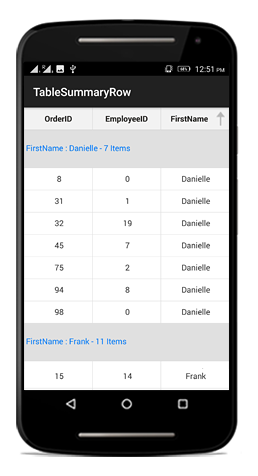 98% 12:51 PM
TableSummaryRow
OrderID EmployeeID FirstName
FirstName : Danielle - 7 Items
8 0 Danielle
31 1 Danielle
32 19 Danielle
45 7 Danielle
75 2 Danielle
94 8 Danielle
98 0 Danielle
FirstName : Frank - 11 Items
15 14 Frank